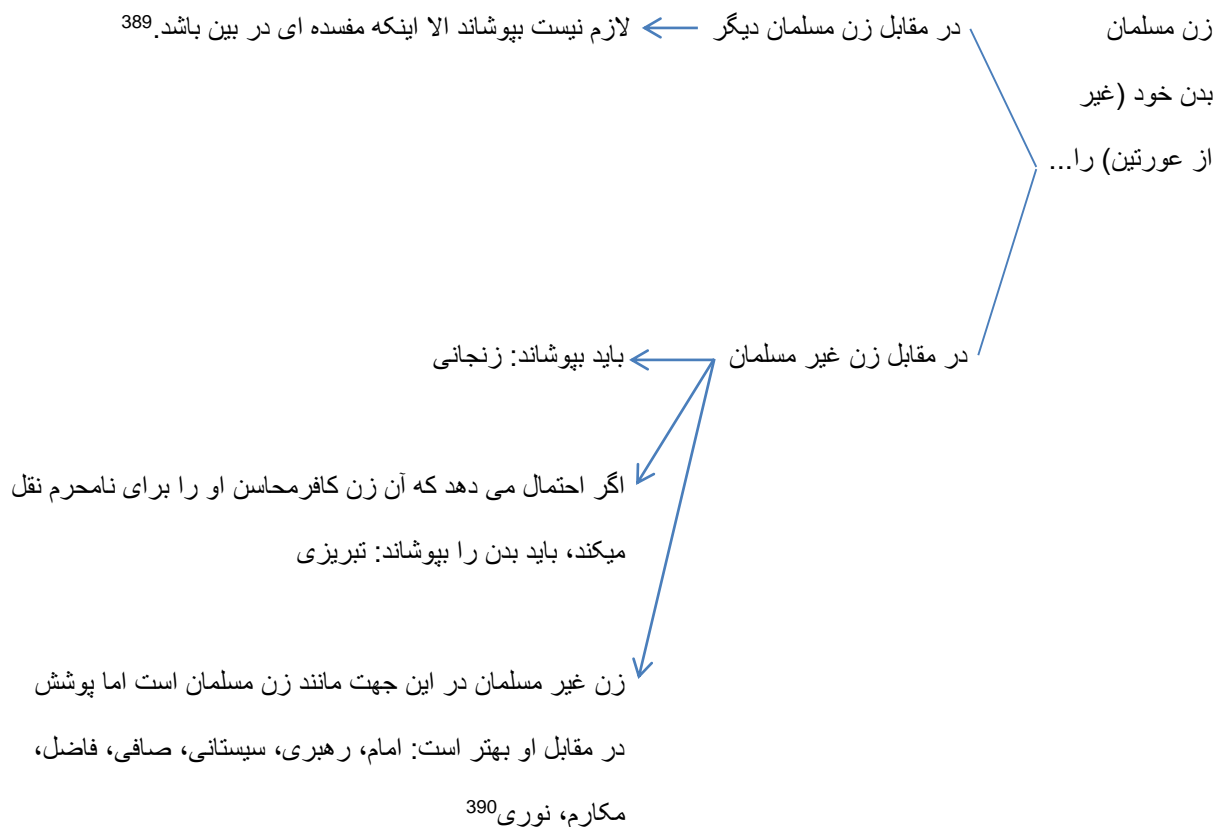 زن مسلمان
بدن خود (غیر
از عورتین) را...
در مقابل زن مسلمان دیگر
لازم نیست بپوشاند الا اینکه مفسده ای در بین باشد.389
در مقابل زن غیر مسلمان
باید بپوشاند: زنجانی
اگر احتمال می دهد که آن زن کافرمحاسن او را برای نامحرم نقل
میکند، باید بدن را بپوشاند: تبریزی
زن غیر مسلمان در این جهت مانند زن مسلمان است اما پوشش
در مقابل او بهتر است: امام، رهبری، سیستانی، صافی، فاضل،
مکارم، نوری390